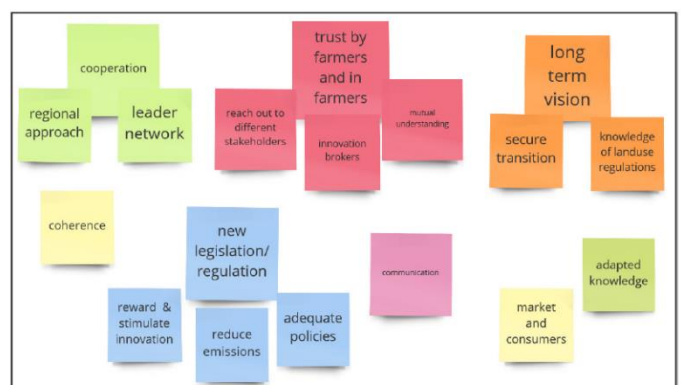 cooperation
regional
approach
leader
network
trust by
farmers
and in
farmers
reach out to
different
stakeholders
innovation
brokers
mutual
understanding
long
term
vision
secure
transition
knowledge
of landuse
regulations
coherence
new
legislation/
regulation
reward &
stimulate
innovation
reduce
emissions
adequate
policies
communication
market
and
consumers
adapted
knowledge